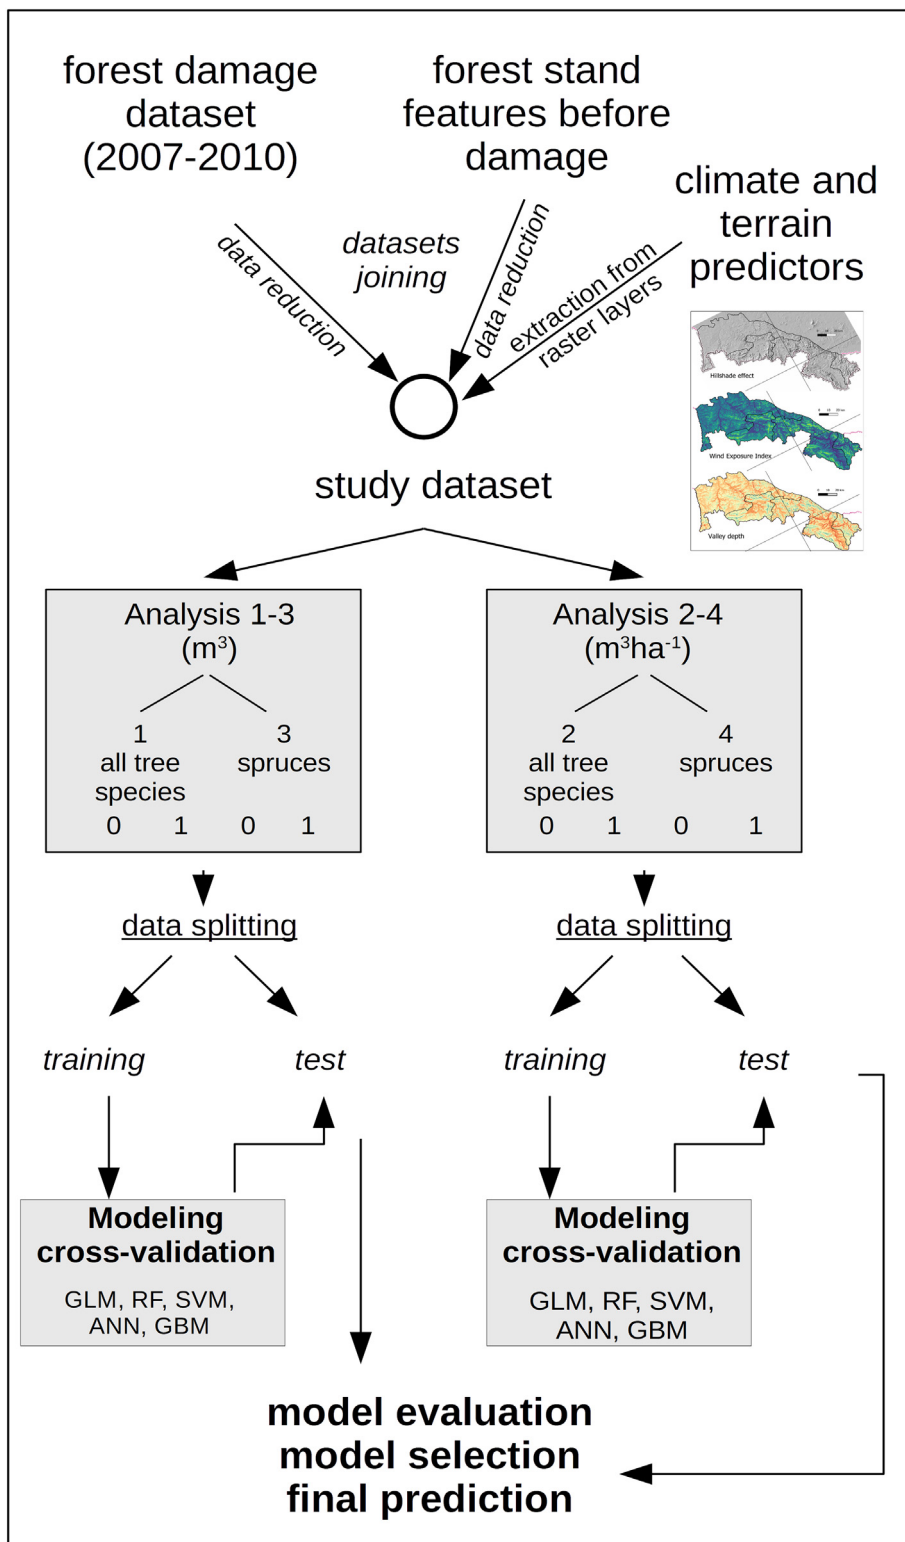 forest damage
dataset
(2007-2010)
forest stand
features before
damage
climate and
terrain
predictors
data reduction
datasets
joining
data reduction
extraction from
raster layers
Hillshade effect
Wind Exposure Index
Valley depth
study dataset
Analysis 1-3
(m³)
1
all tree
species
3
spruces
0 1 0 1
Analysis 2-4
(m³ha⁻¹)
2
all tree
species
4
spruces
0 1 0 1
data splitting
data splitting
training
test
training
test
Modeling
cross-validation
GLM, RF, SVM,
ANN, GBM
Modeling
cross-validation
GLM, RF, SVM,
ANN, GBM
model evaluation
model selection
final prediction